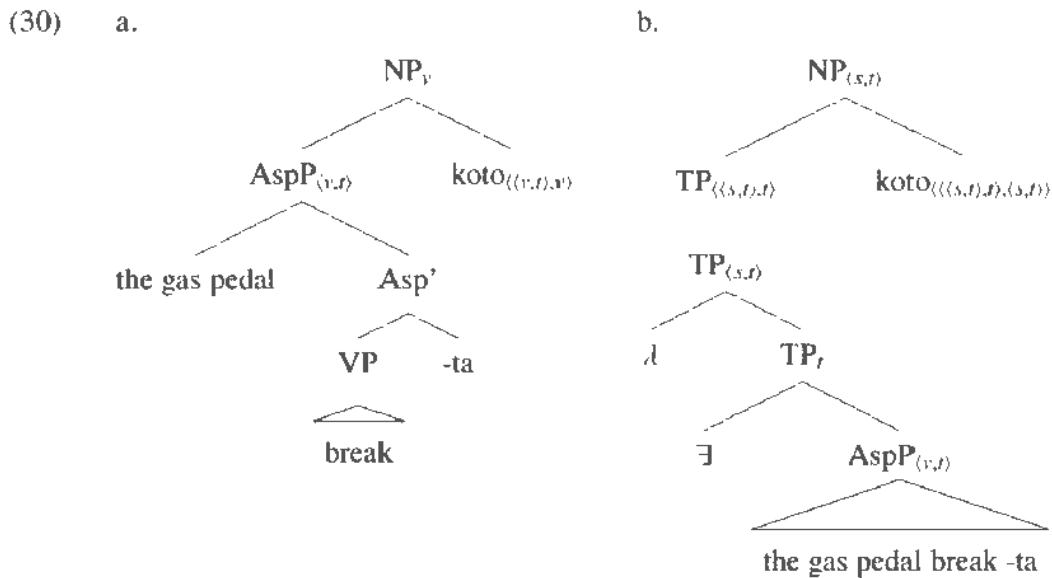 (30) a. b.
NP_v NP_⟨s,t⟩
AspP_⟨v,t⟩ koto_⟨⟨v,t⟩,v⟩ TP_⟨⟨s,t⟩,t⟩ koto_⟨⟨⟨s,t⟩,t⟩,⟨s,t⟩⟩
the gas pedal Asp' TP_⟨s,t⟩
VP -ta λ TP_t
break ∃ AspP_⟨v,t⟩
the gas pedal break -ta